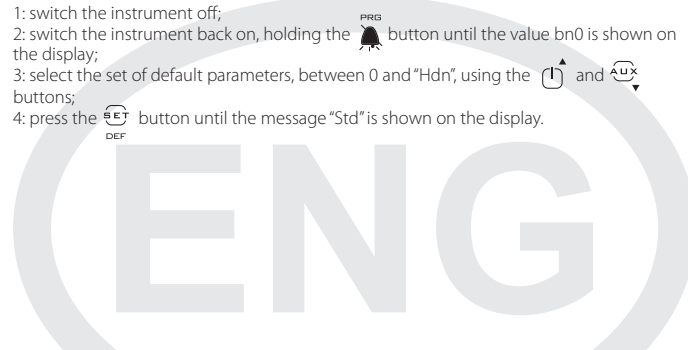 1: switch the instrument off;
PRG
2: switch the instrument back on, holding the button until the value bn0 is shown on
the display;
3: select the set of default parameters, between 0 and “Hdn”, using the and AUX
buttons;
4: press the SET button until the message “Std” is shown on the display.
DEF
ENG